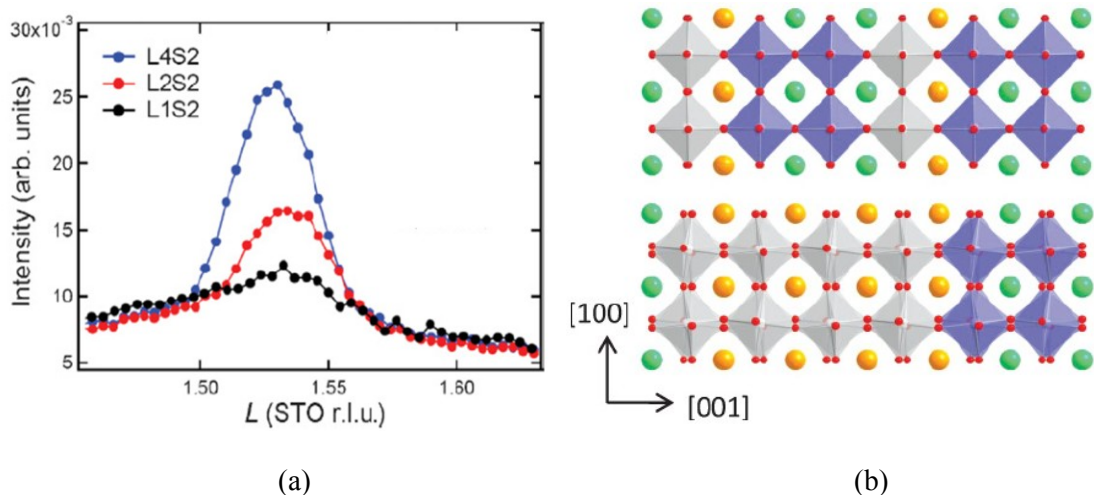 30x10⁻³
25
20
15
10
5
Intensity (arb. units)
L4S2
L2S2
L1S2
1.50 1.55 1.60
L (STO r.l.u.)
[100]
[001]
(a) (b)